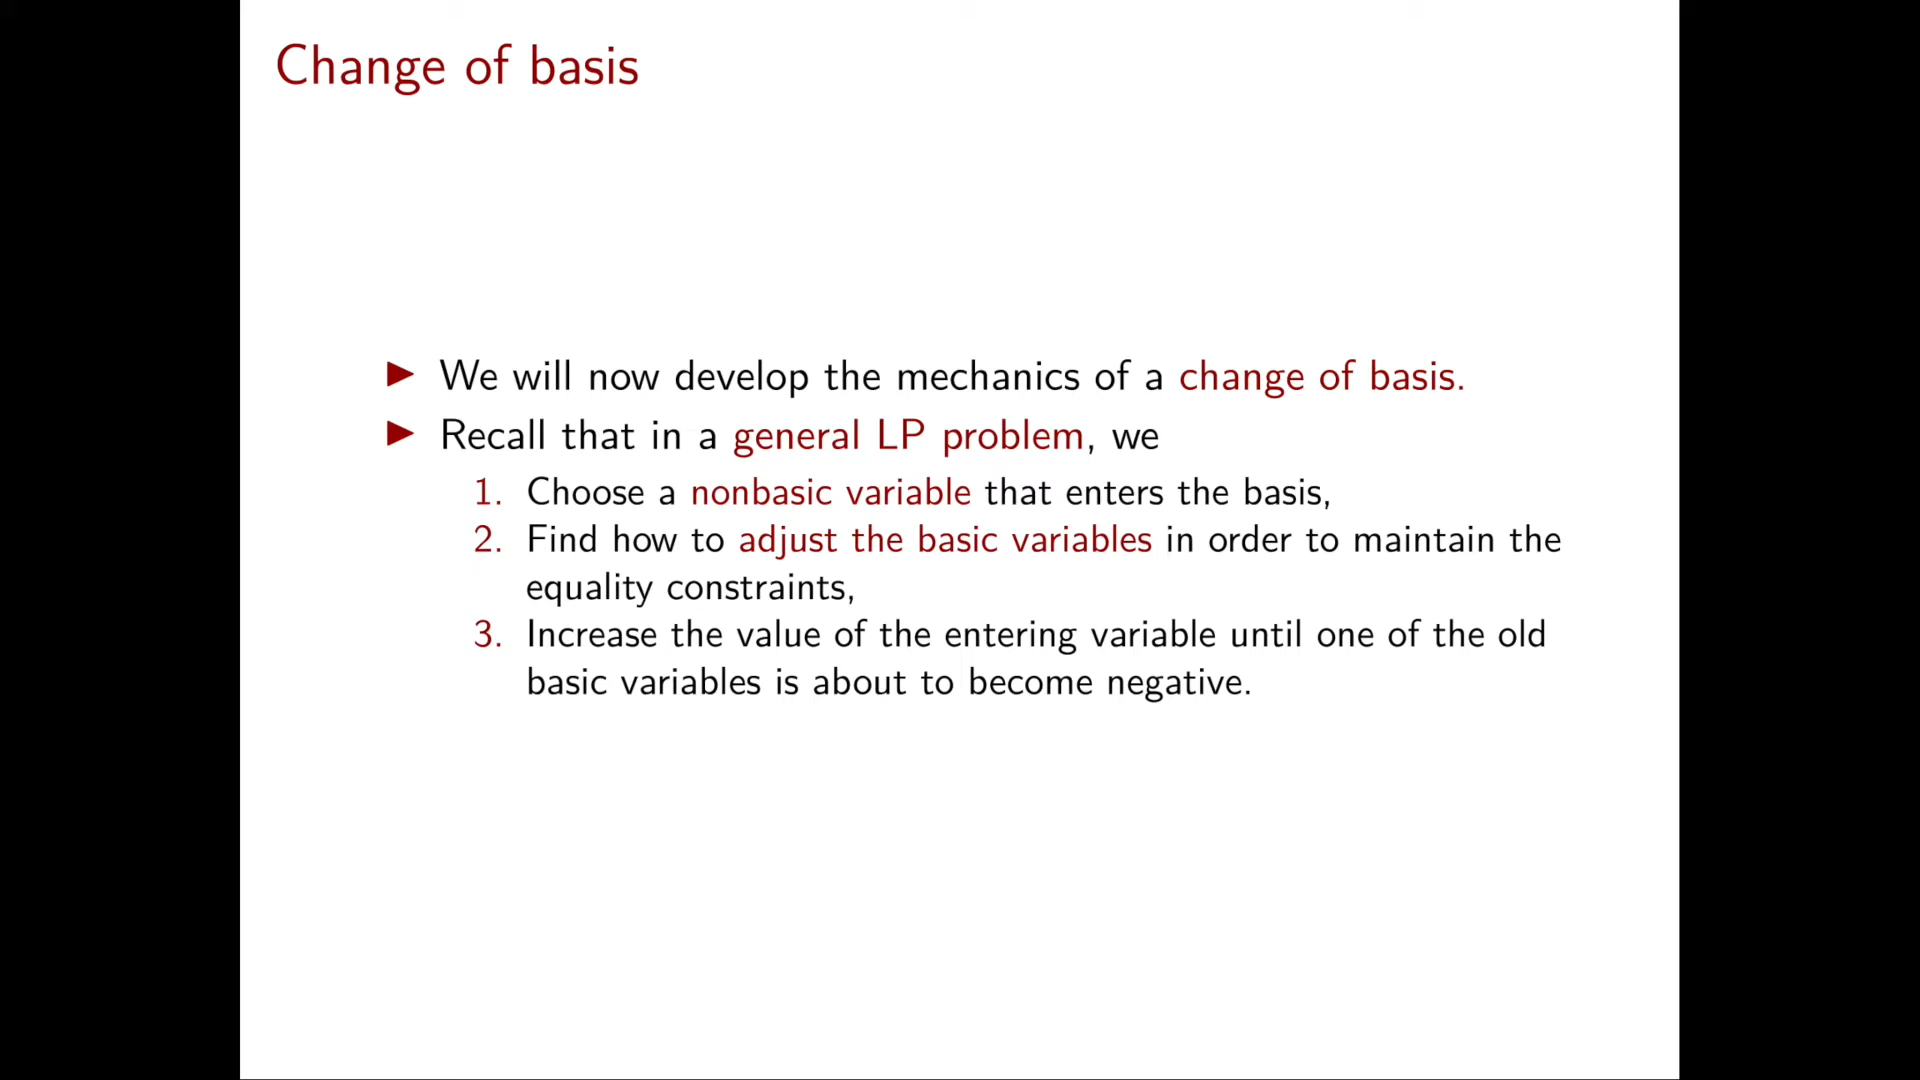 Change of basis
▶ We will now develop the mechanics of a change of basis.
▶ Recall that in a general LP problem, we
1. Choose a nonbasic variable that enters the basis,
2. Find how to adjust the basic variables in order to maintain the
equality constraints,
3. Increase the value of the entering variable until one of the old
basic variables is about to become negative.